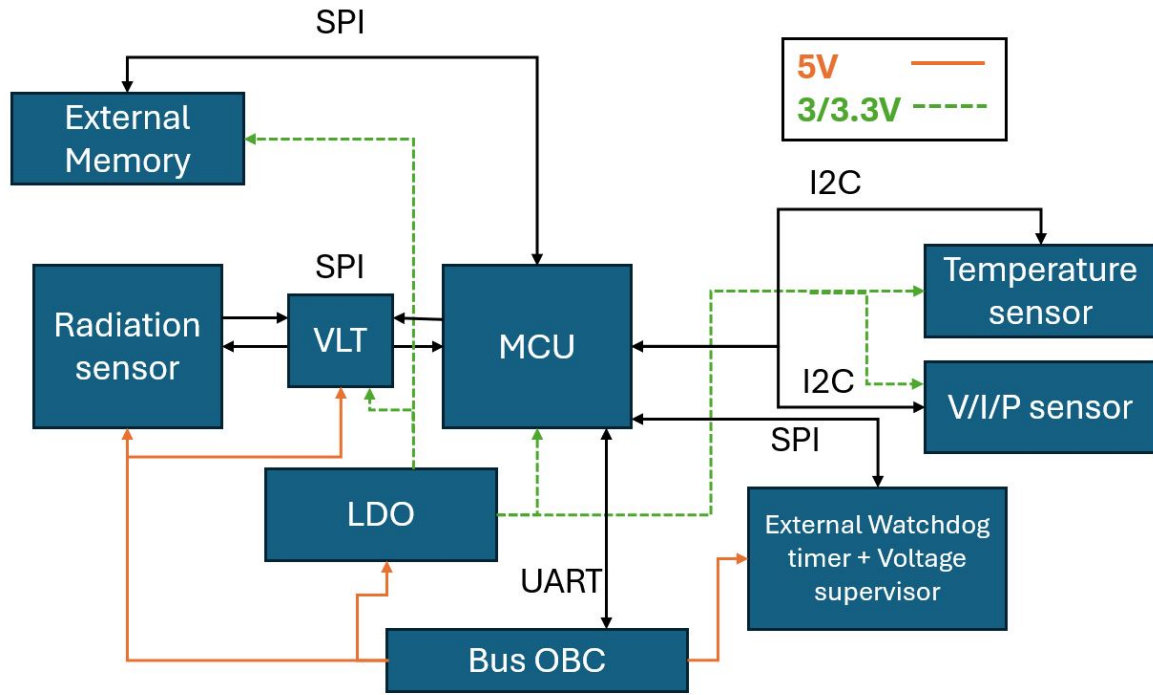 SPI
5V
3/3.3V
External
Memory
I2C
Temperature
sensor
Radiation
sensor
SPI
VLT
MCU
I2C
V/I/P sensor
SPI
LDO
External Watchdog
timer + Voltage
supervisor
UART
Bus OBC